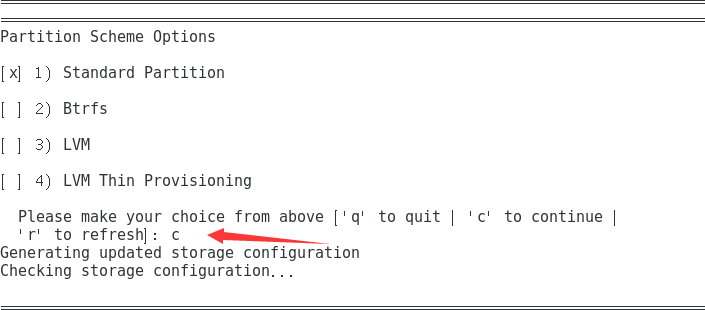 Partition Scheme Options
[x] 1) Standard Partition
[ ] 2) Btrfs
[ ] 3) LVM
[ ] 4) LVM Thin Provisioning
Please make your choice from above ['q' to quit | 'c' to continue |
'r' to refresh]: c
Generating updated storage configuration
Checking storage configuration...